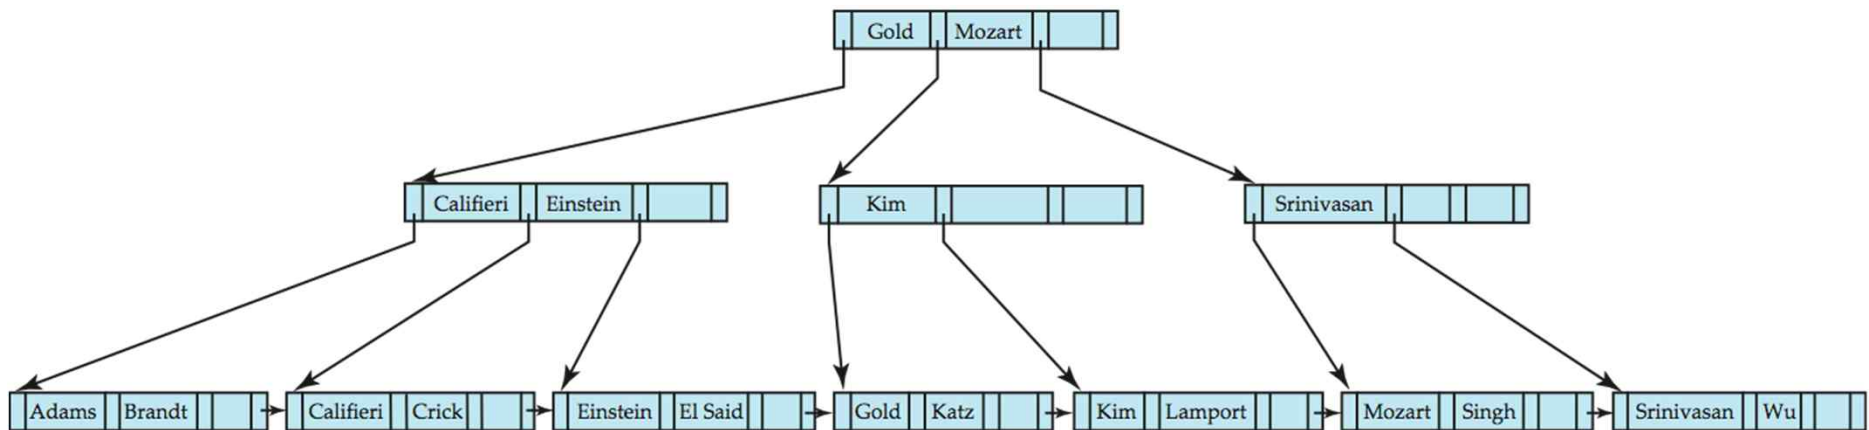 Gold Mozart
Califieri Einstein Kim Srinivasan
Adams Brandt Califieri Crick Einstein El Said Gold Katz Kim Lamport Mozart Singh Srinivasan Wu